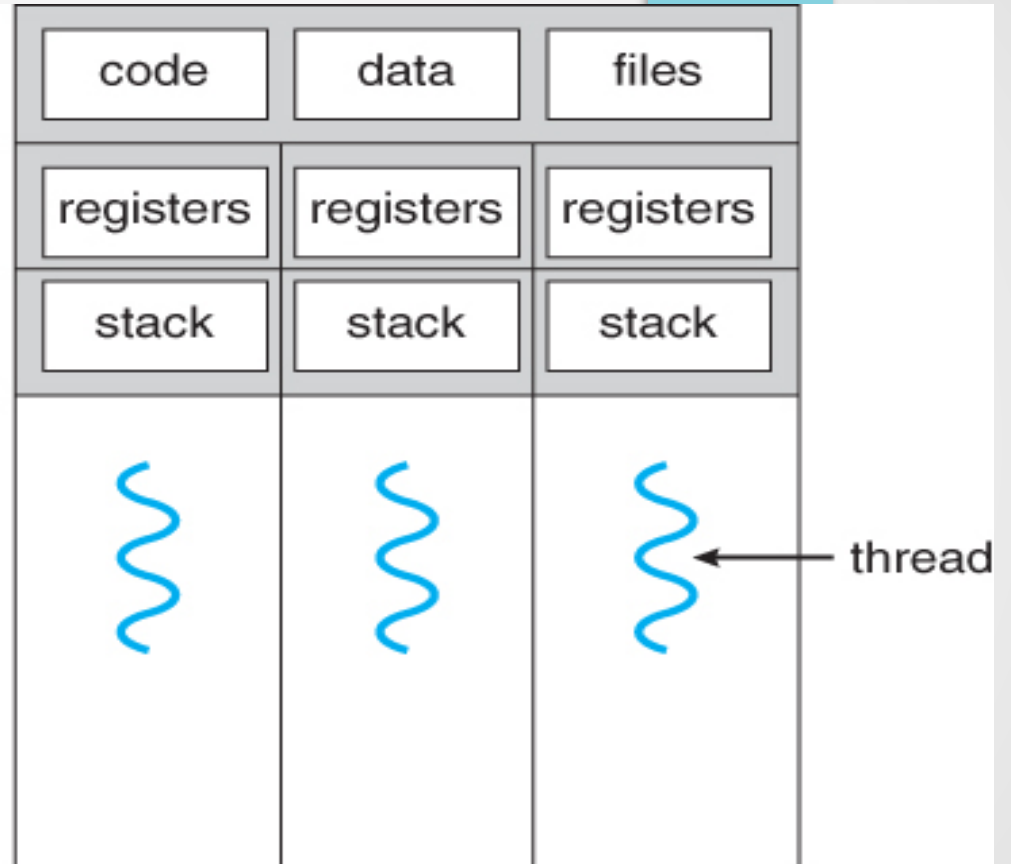 code data files
registers registers registers
stack stack stack
thread